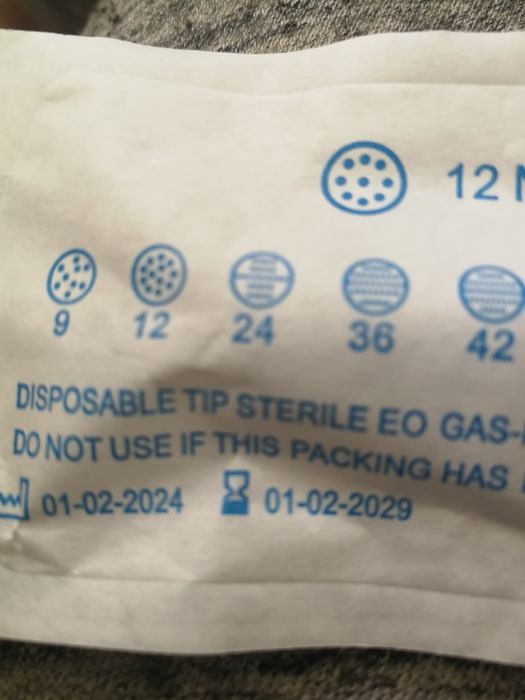 12 N
9 12 24 36 42
DISPOSABLE TIP STERILE EO GAS-
DO NOT USE IF THIS PACKING HAS
01-02-2024 01-02-2029